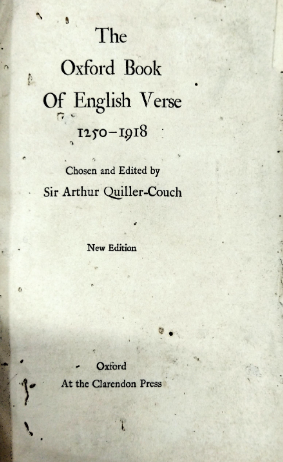 The
Oxford Book
Of English Verse
1250–1918
Chosen and Edited by
Sir Arthur Quiller-Couch
New Edition
Oxford
At the Clarendon Press